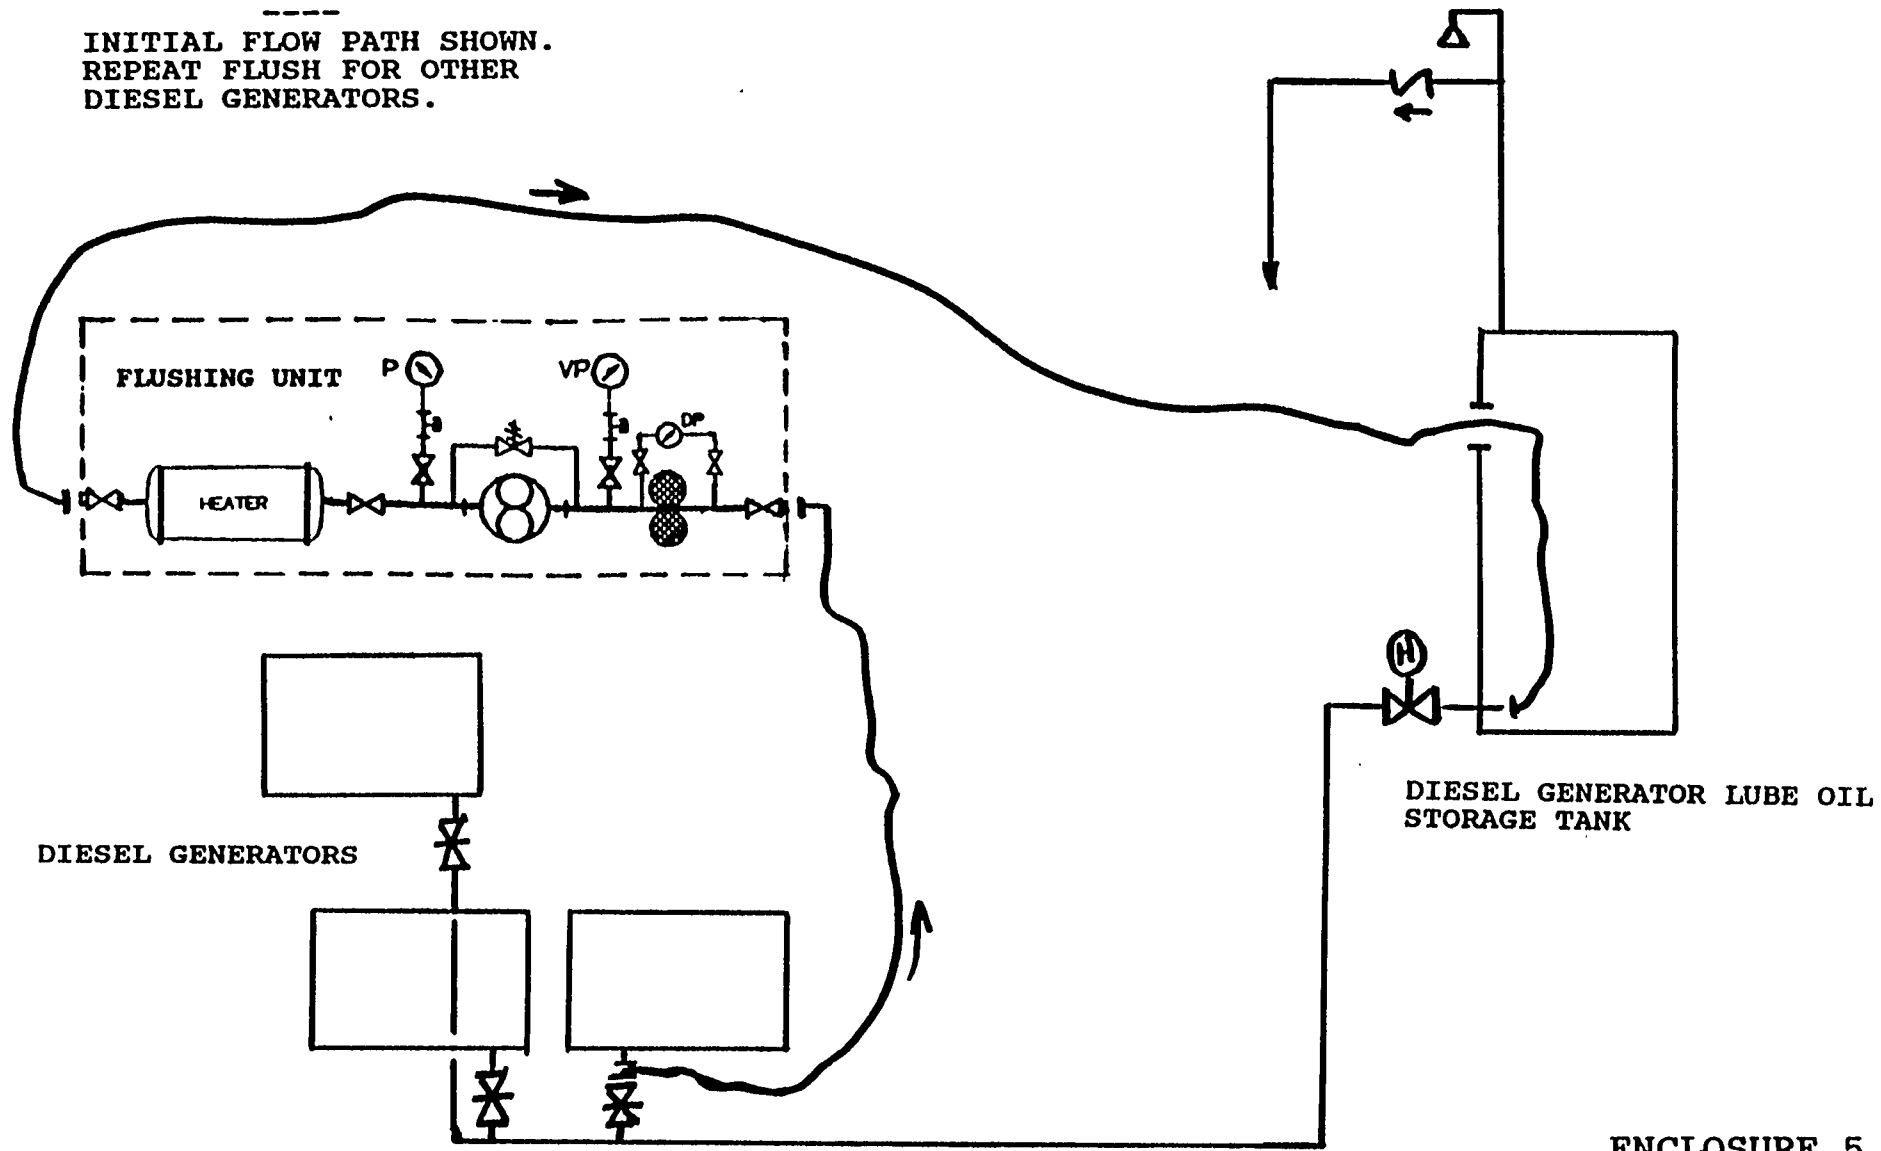 INITIAL FLOW PATH SHOWN.
REPEAT FLUSH FOR OTHER
DIESEL GENERATORS.
FLUSHING UNIT
P
VP
DP
HEATER
H
DIESEL GENERATOR LUBE OIL
STORAGE TANK
DIESEL GENERATORS
ENCLOSURE 5